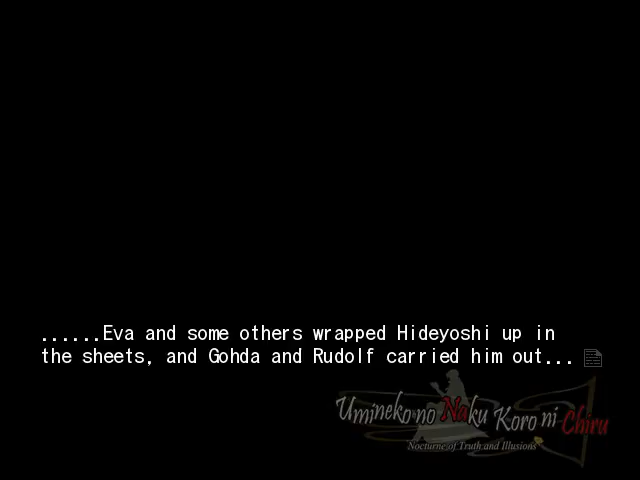 ......Eva and some others wrapped Hideyoshi up in
the sheets, and Gohda and Rudolf carried him out...
Umineko no Naku Koro ni Chiru
Nocturne of Truth and Illusions